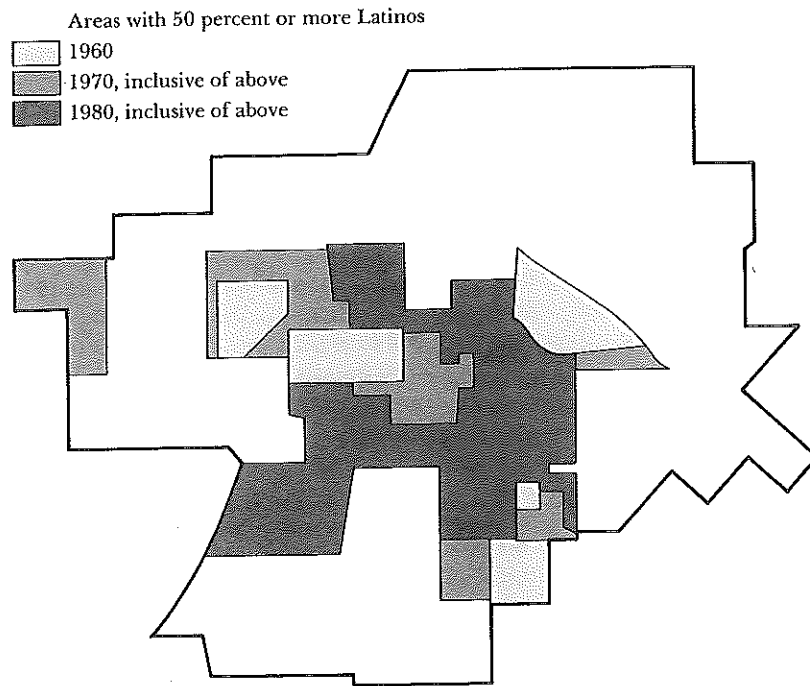 Areas with 50 percent or more Latinos
1960
1970, inclusive of above
1980, inclusive of above